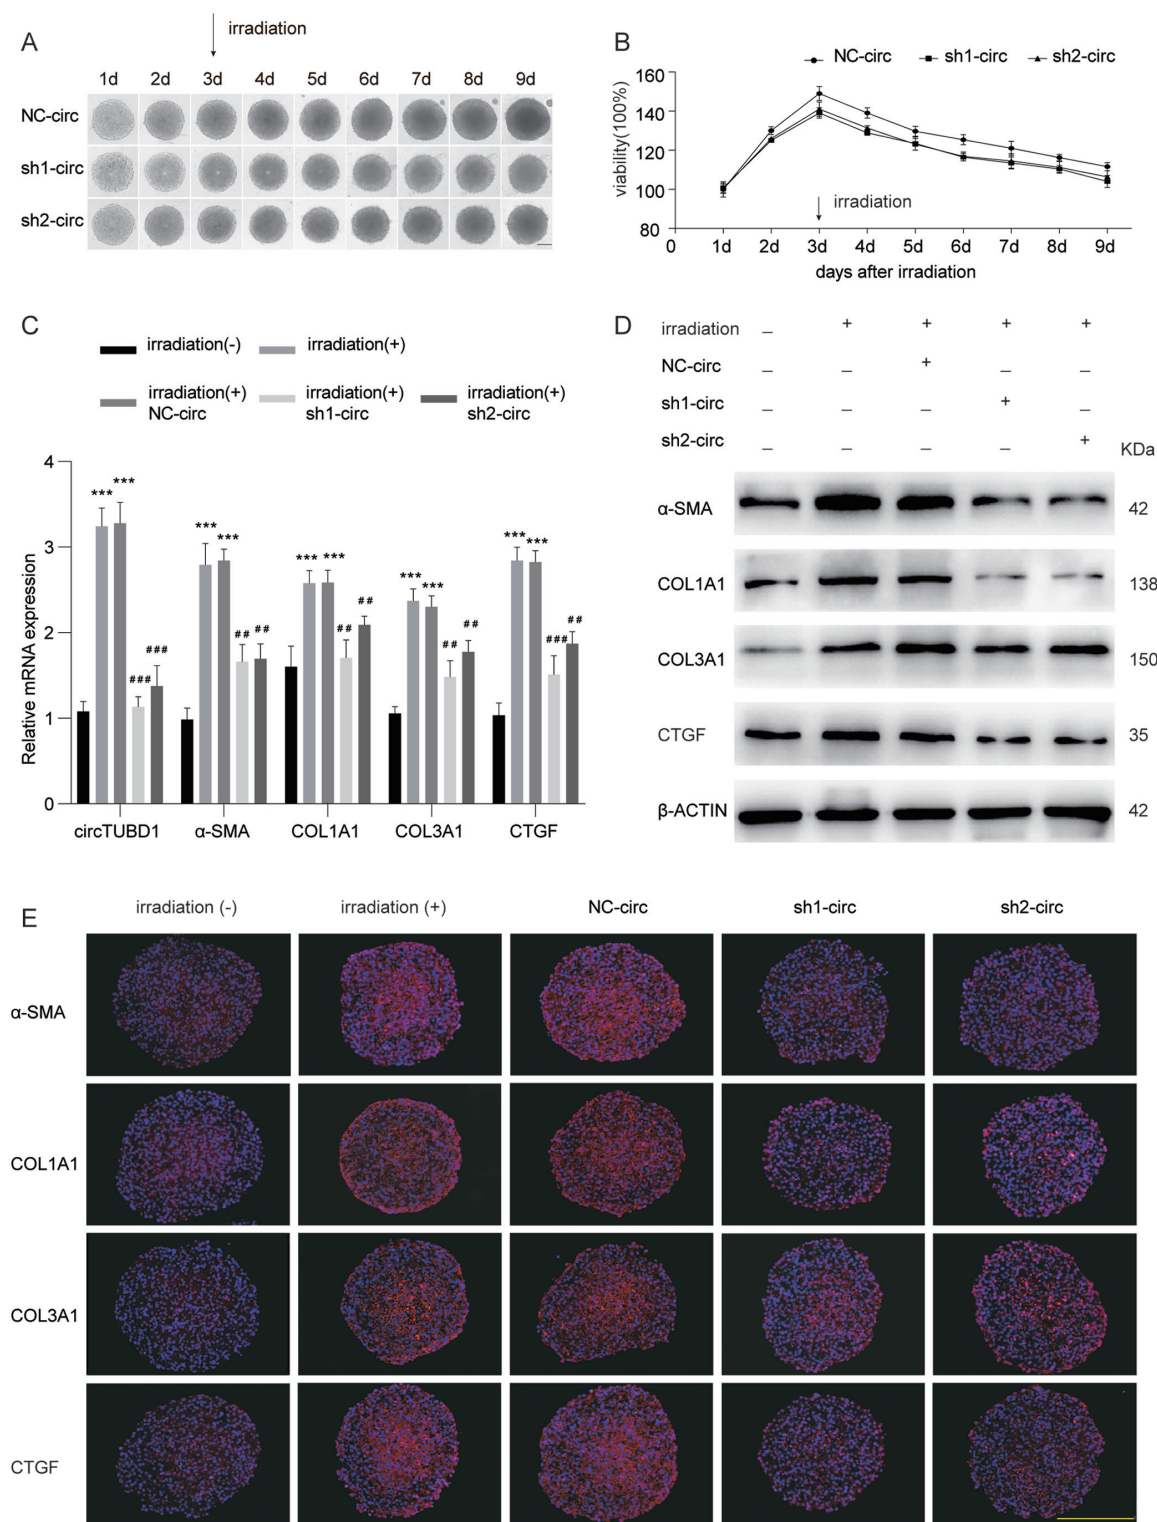 A
irradiation
1d 2d 3d 4d 5d 6d 7d 8d 9d
NC-circ
sh1-circ
sh2-circ
B
NC-circ sh1-circ sh2-circ
viability(100%)
160
140
120
100
80
irradiation
0 1d 2d 3d 4d 5d 6d 7d 8d 9d
days after irradiation
C
irradiation(-) irradiation(+)
irradiation(+) irradiation(+) irradiation(+)
NC-circ sh1-circ sh2-circ
Relative mRNA expression
4
3
2
1
0
*** *** ### ###
*** *** ## ##
*** *** ## ##
*** *** ## ##
*** *** ### ##
circTUBD1 α-SMA COL1A1 COL3A1 CTGF
D
irradiation – + + + +
NC-circ – – + – –
sh1-circ – – – + –
sh2-circ – – – – +
KDa
α-SMA 42
COL1A1 138
COL3A1 150
CTGF 35
β-ACTIN 42
E
irradiation (-) irradiation (+) NC-circ sh1-circ sh2-circ
α-SMA
COL1A1
COL3A1
CTGF